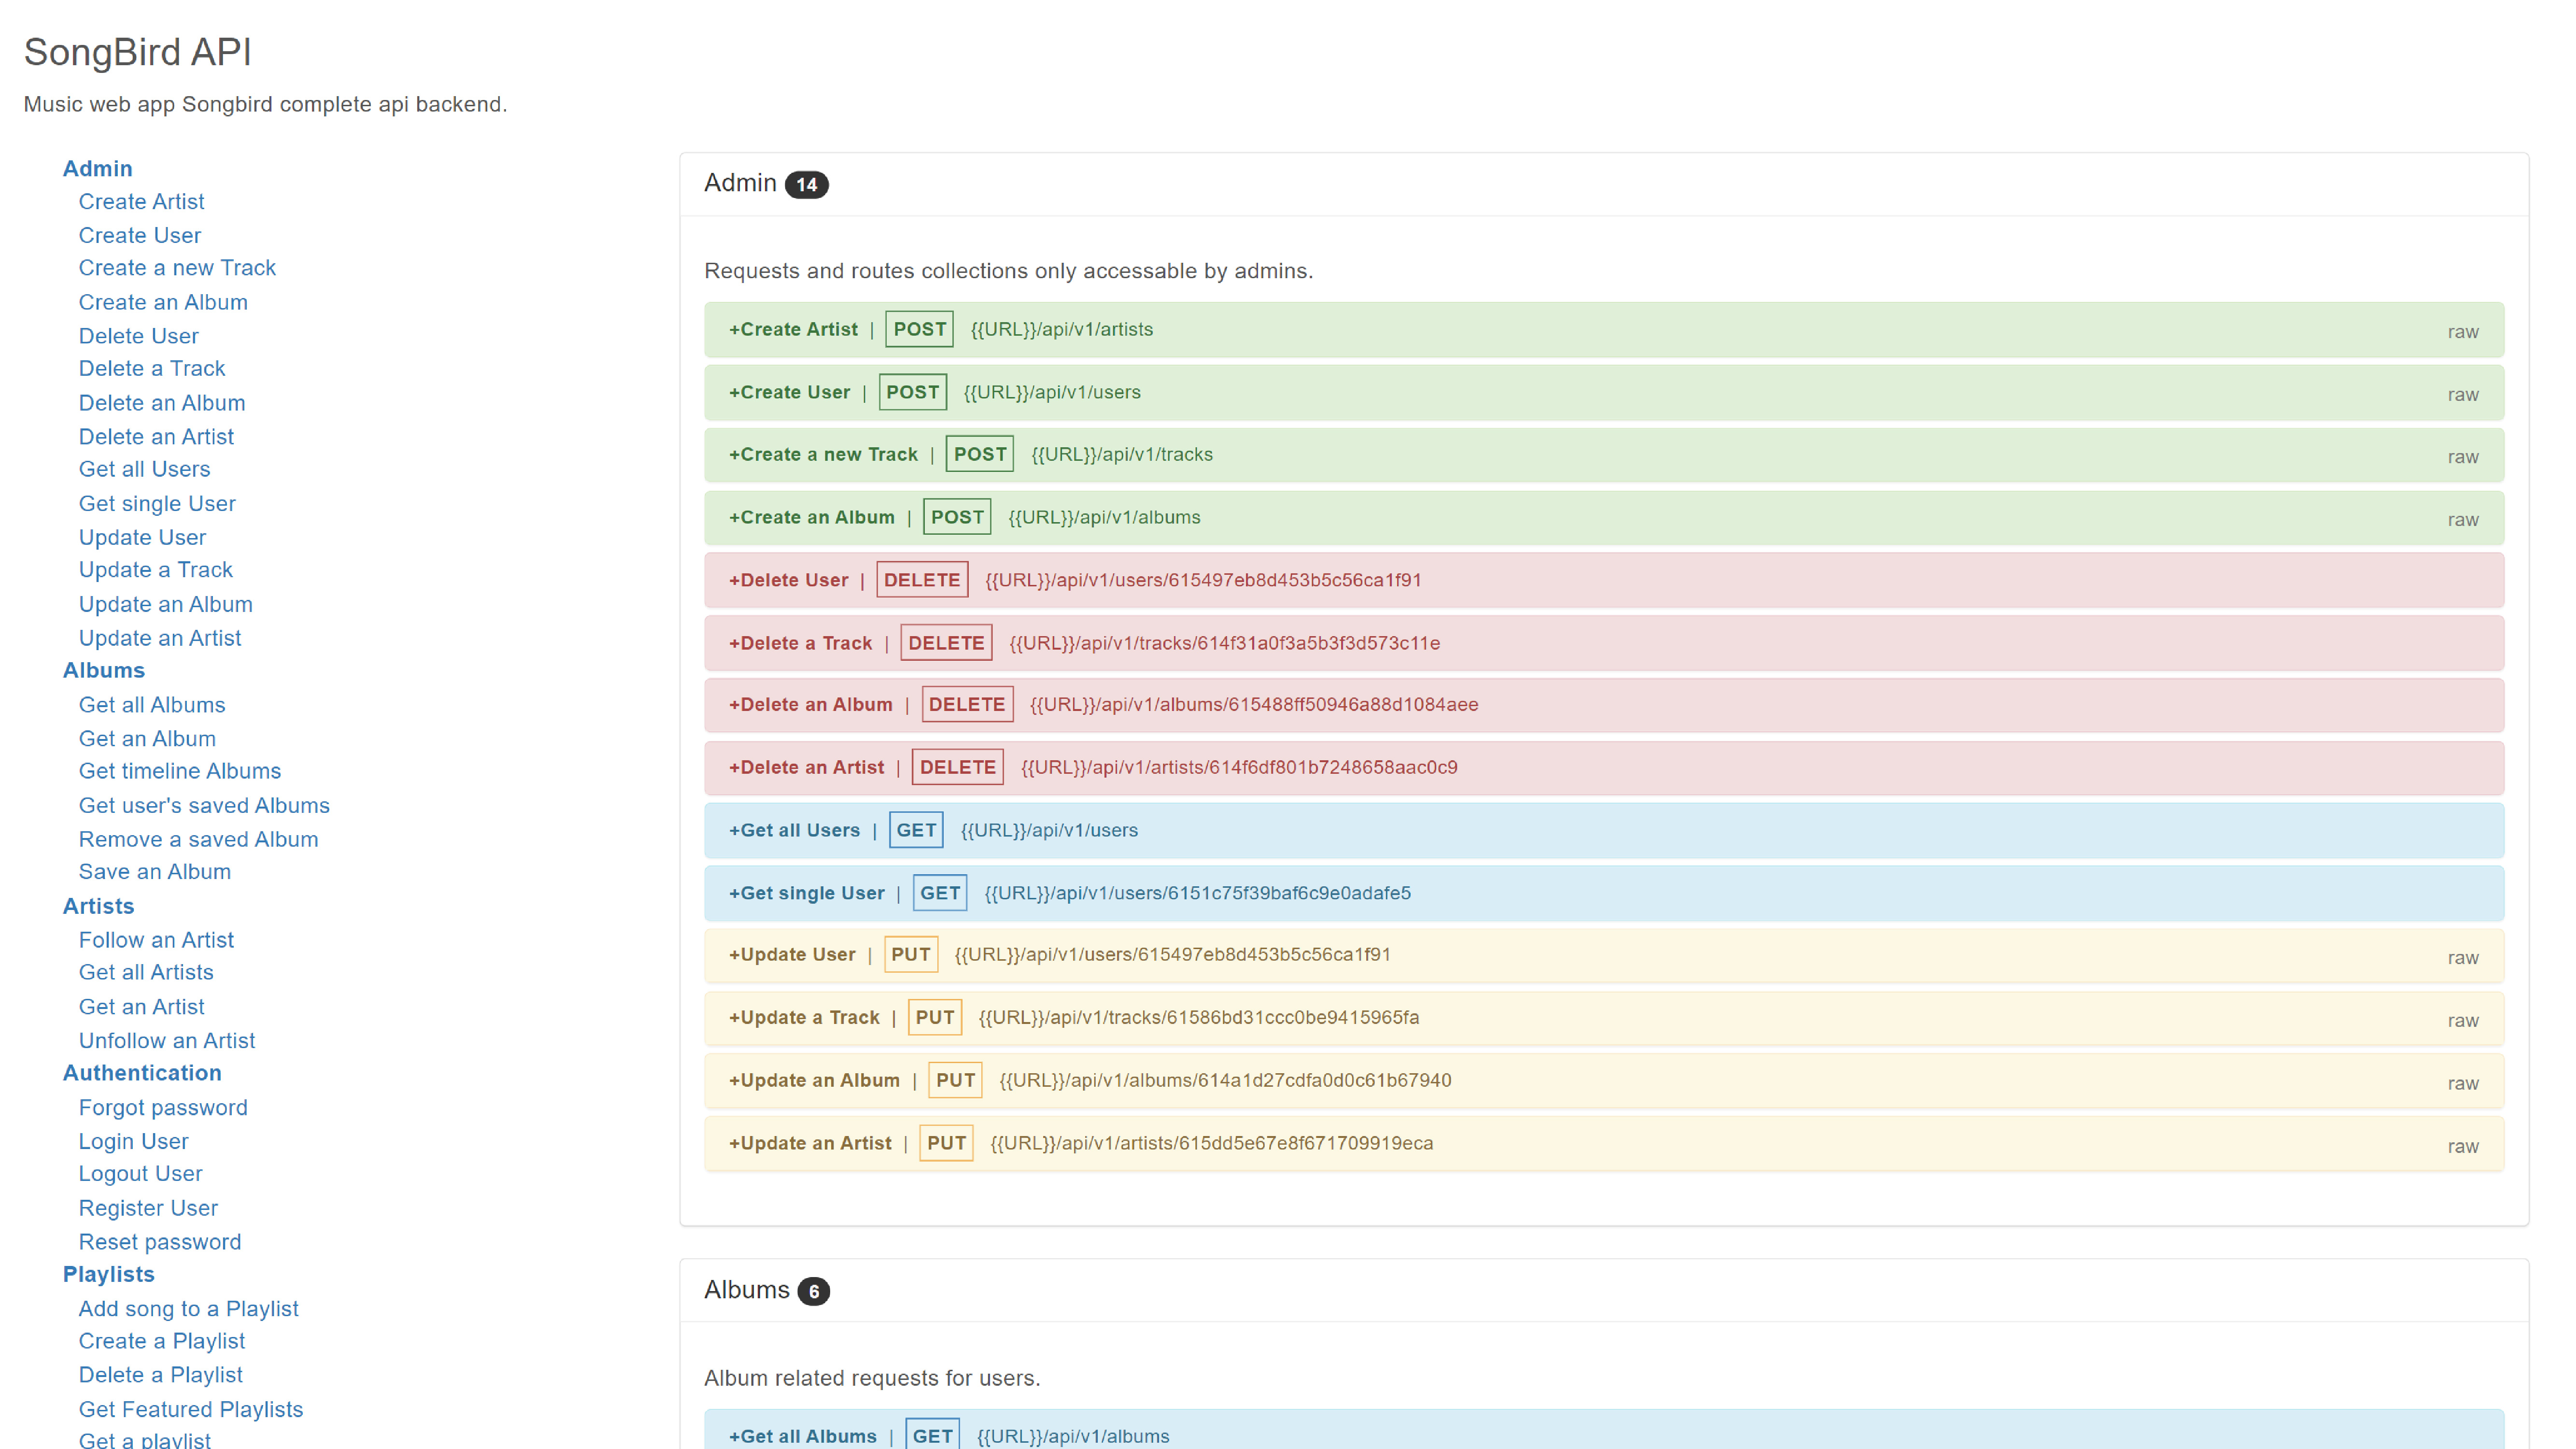 SongBird API
Music web app Songbird complete api backend.
Admin
Create Artist
Create User
Create a new Track
Create an Album
Delete User
Delete a Track
Delete an Album
Delete an Artist
Get all Users
Get single User
Update User
Update a Track
Update an Album
Update an Artist
Albums
Get all Albums
Get an Album
Get timeline Albums
Get user's saved Albums
Remove a saved Album
Save an Album
Artists
Follow an Artist
Get all Artists
Get an Artist
Unfollow an Artist
Authentication
Forgot password
Login User
Logout User
Register User
Reset password
Playlists
Add song to a Playlist
Create a Playlist
Delete a Playlist
Get Featured Playlists
Get a playlist
Admin 14
Requests and routes collections only accessable by admins.
+Create Artist | POST {{URL}}/api/v1/artists raw
+Create User | POST {{URL}}/api/v1/users raw
+Create a new Track | POST {{URL}}/api/v1/tracks raw
+Create an Album | POST {{URL}}/api/v1/albums raw
+Delete User | DELETE {{URL}}/api/v1/users/615497eb8d453b5c56ca1f91
+Delete a Track | DELETE {{URL}}/api/v1/tracks/614f31a0f3a5b3f3d573c11e
+Delete an Album | DELETE {{URL}}/api/v1/albums/615488ff50946a88d1084aee
+Delete an Artist | DELETE {{URL}}/api/v1/artists/614f6df801b7248658aac0c9
+Get all Users | GET {{URL}}/api/v1/users
+Get single User | GET {{URL}}/api/v1/users/6151c75f39baf6c9e0adafe5
+Update User | PUT {{URL}}/api/v1/users/615497eb8d453b5c56ca1f91 raw
+Update a Track | PUT {{URL}}/api/v1/tracks/61586bd31ccc0be9415965fa raw
+Update an Album | PUT {{URL}}/api/v1/albums/614a1d27cdfa0d0c61b67940 raw
+Update an Artist | PUT {{URL}}/api/v1/artists/615dd5e67e8f671709919eca raw
Albums 6
Album related requests for users.
+Get all Albums | GET {{URL}}/api/v1/albums